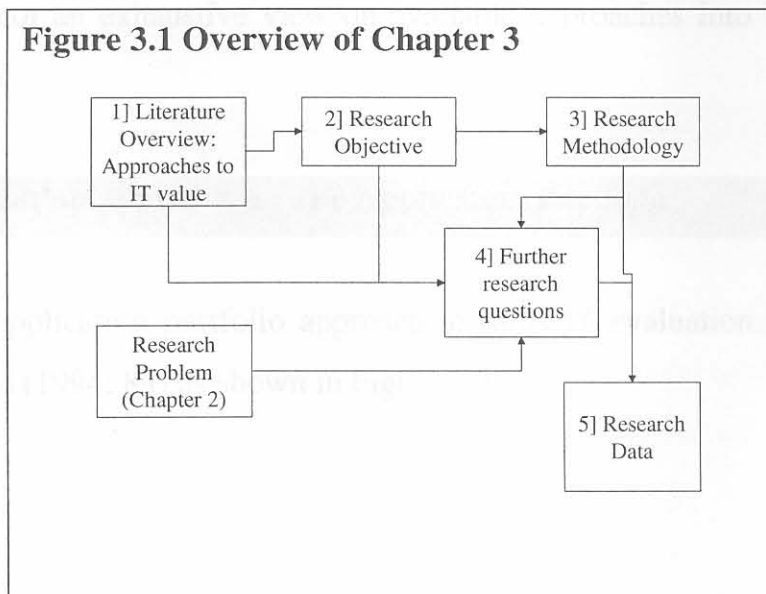 Figure 3.1 Overview of Chapter 3
1] Literature
Overview:
Approaches to
IT value
2] Research
Objective
3] Research
Methodology
4] Further
research
questions
Research
Problem
(Chapter 2)
5] Research
Data